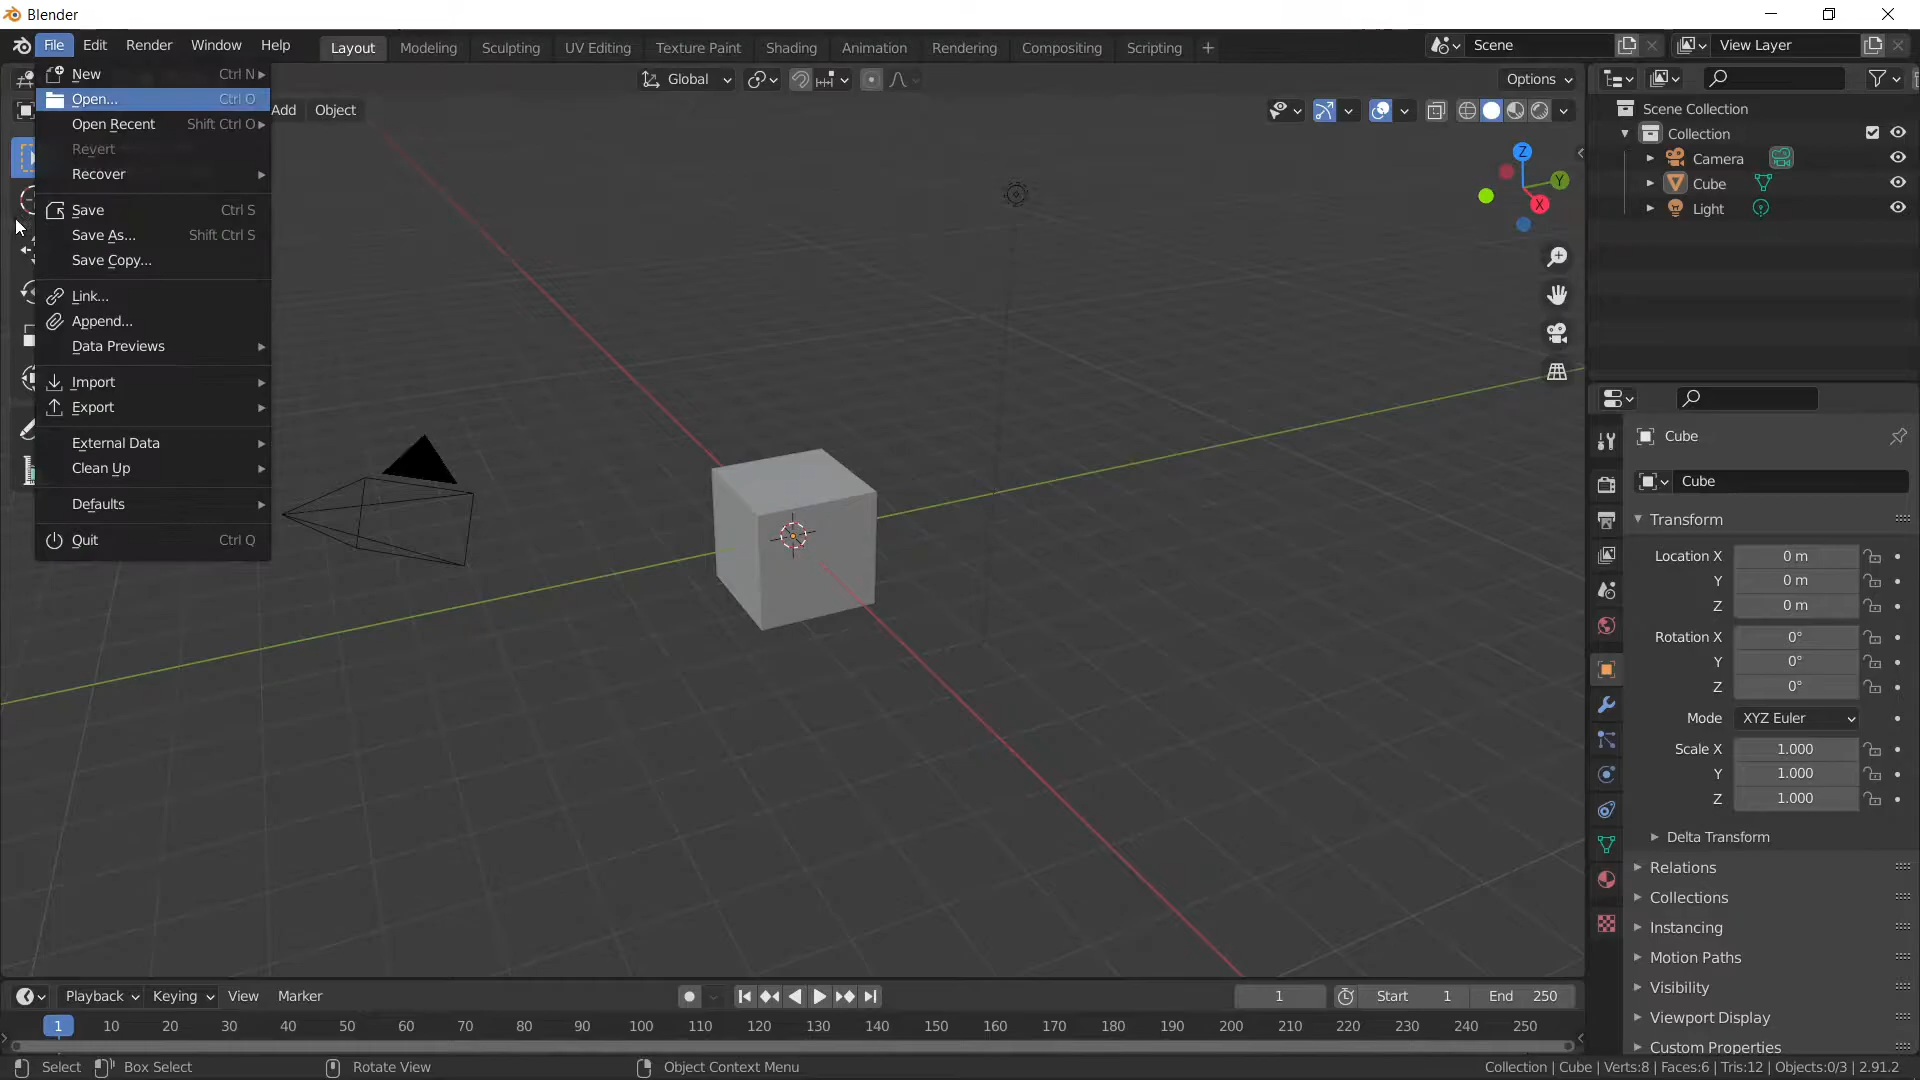 Blender
File Edit Render Window Help Layout Modeling Sculpting UV Editing Texture Paint Shading Animation Rendering Compositing Scripting + Scene View Layer
New Ctrl N
Open... Ctrl O
Open Recent Shift Ctrl O
Revert
Recover
Save Ctrl S
Save As... Shift Ctrl S
Save Copy...
Link...
Append...
Data Previews
Import
Export
External Data
Clean Up
Defaults
Quit Ctrl Q
Global Options
Add Object
Z
Y
X
Scene Collection
Collection
Camera
Cube
Light
Cube
Cube
Transform
Location X 0 m
Y 0 m
Z 0 m
Rotation X 0°
Y 0°
Z 0°
Mode XYZ Euler
Scale X 1.000
Y 1.000
Z 1.000
Delta Transform
Relations
Collections
Instancing
Motion Paths
Visibility
Viewport Display
Custom Properties
Playback Keying View Marker 1 Start 1 End 250
1 10 20 30 40 50 60 70 80 90 100 110 120 130 140 150 160 170 180 190 200 210 220 230 240 250
Select Box Select Rotate View Object Context Menu Collection | Cube | Verts:8 | Faces:6 | Tris:12 | Objects:0/3 | 2.91.2